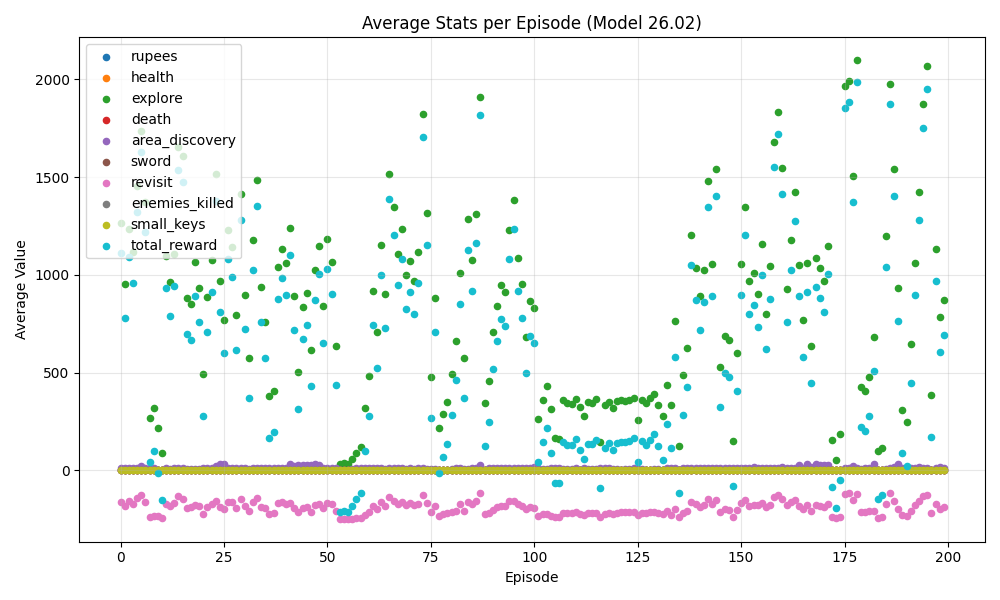 Average Stats per Episode (Model 26.02)
rupees
health
explore
death
area_discovery
sword
revisit
enemies_killed
small_keys
total_reward
Average Value
2000
1500
1000
500
0
0
25
50
75
100
125
150
175
200
Episode